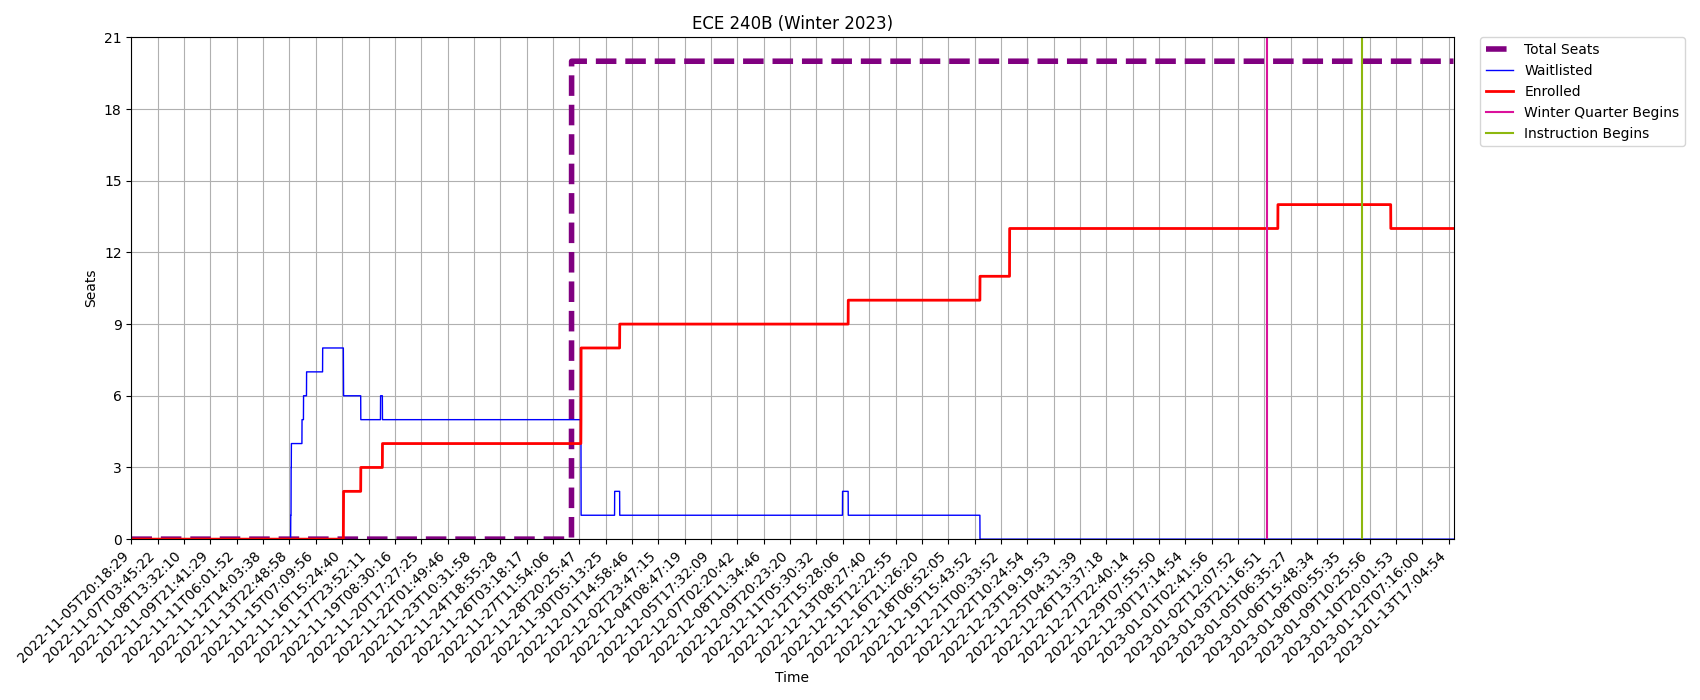 ECE 240B (Winter 2023)
21
18
15
12
9
6
3
0
Seats
Total Seats
Waitlisted
Enrolled
Winter Quarter Begins
Instruction Begins
2022-11-05T20:18:29
2022-11-07T03:45:22
2022-11-08T13:32:10
2022-11-09T21:41:29
2022-11-11T06:01:52
2022-11-12T14:03:38
2022-11-13T22:48:58
2022-11-15T07:09:56
2022-11-16T15:24:40
2022-11-17T23:52:11
2022-11-19T08:30:16
2022-11-20T17:27:25
2022-11-22T01:49:46
2022-11-23T10:31:58
2022-11-24T18:55:28
2022-11-26T03:18:17
2022-11-27T11:54:06
2022-11-28T20:25:47
2022-11-30T05:13:25
2022-12-01T14:58:46
2022-12-02T23:47:15
2022-12-04T08:47:19
2022-12-05T17:32:09
2022-12-07T02:20:42
2022-12-08T11:34:46
2022-12-09T20:23:20
2022-12-11T05:30:32
2022-12-12T15:28:06
2022-12-13T08:27:40
2022-12-15T12:22:55
2022-12-16T21:26:20
2022-12-18T06:52:05
2022-12-19T15:43:52
2022-12-21T00:33:52
2022-12-22T10:24:54
2022-12-23T19:19:53
2022-12-25T04:31:39
2022-12-26T13:37:18
2022-12-27T22:40:14
2022-12-29T07:55:50
2022-12-30T17:14:54
2023-01-01T02:41:56
2023-01-02T12:07:52
2023-01-03T21:16:51
2023-01-05T06:35:27
2023-01-06T15:48:34
2023-01-08T00:55:35
2023-01-09T10:25:56
2023-01-10T20:01:53
2023-01-12T07:16:00
2023-01-13T17:04:54
Time